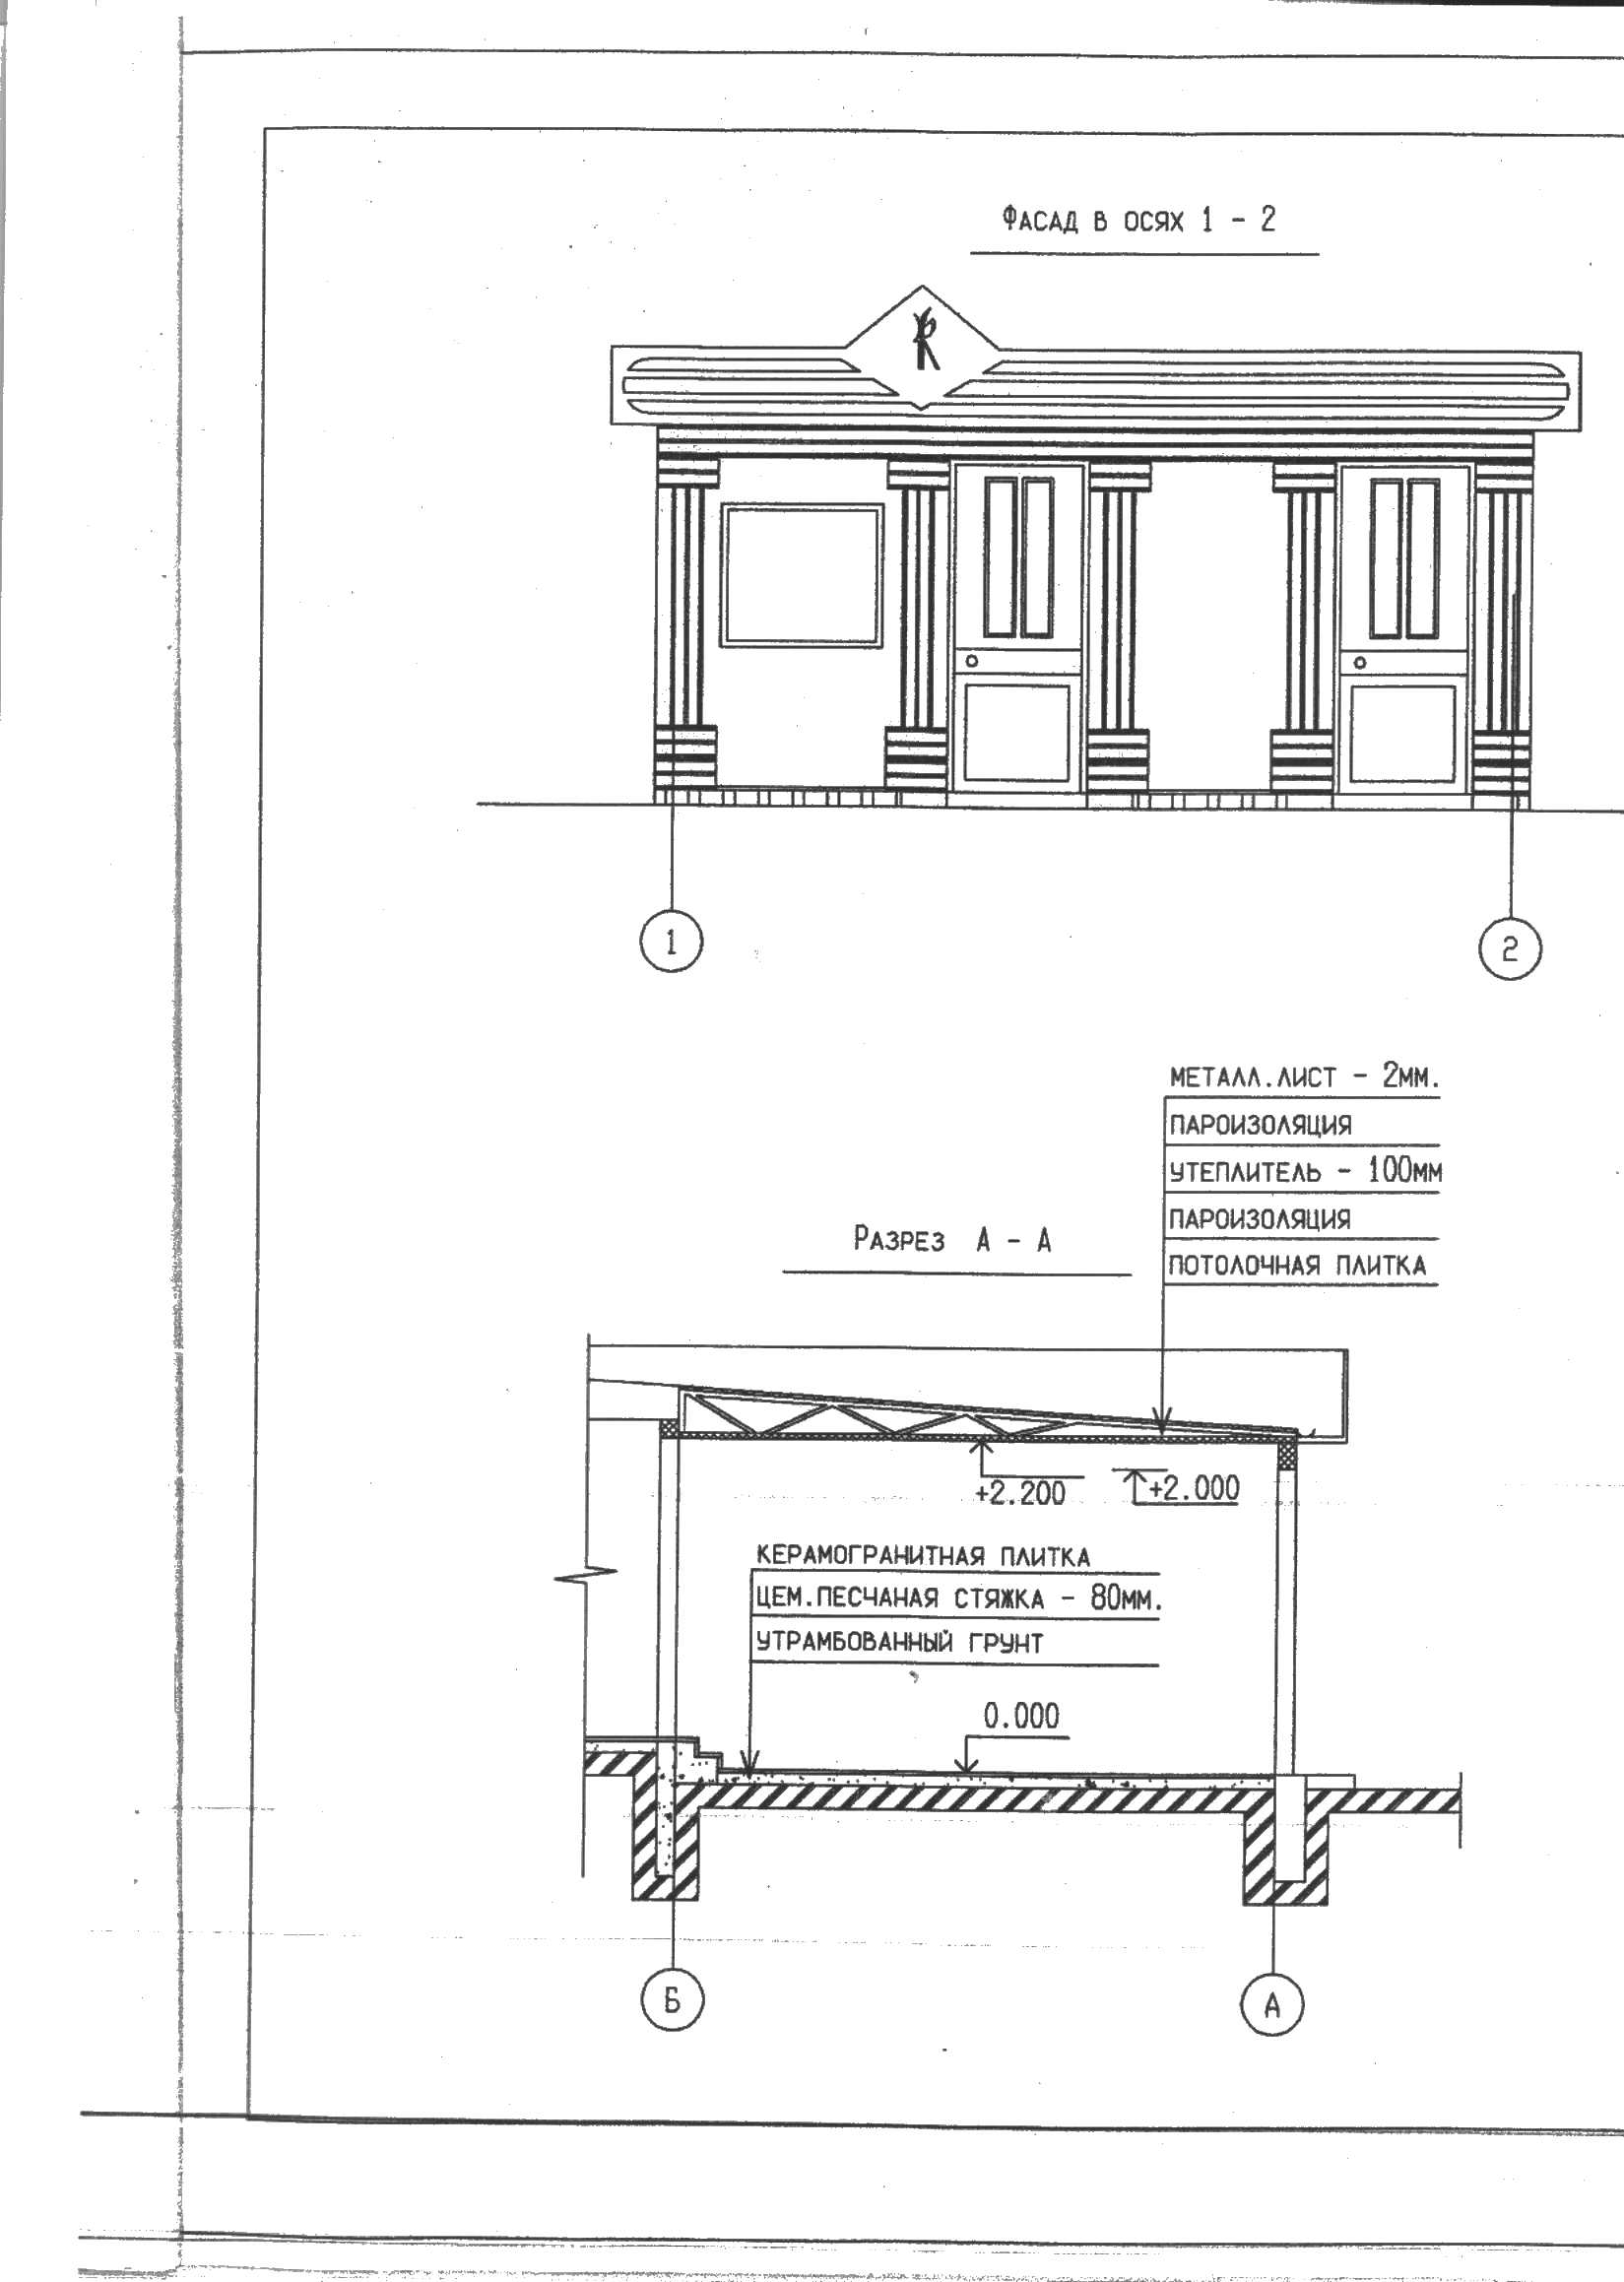 Фасад в осях 1 - 2
1
2
металл.лист - 2мм.
пароизоляция
утеплитель - 100мм
пароизоляция
потолочная плитка
Разрез А - А
+2.200
+2.000
керамогранитная плитка
цем.песчаная стяжка - 80мм.
утрамбованный грунт
0.000
Б
А